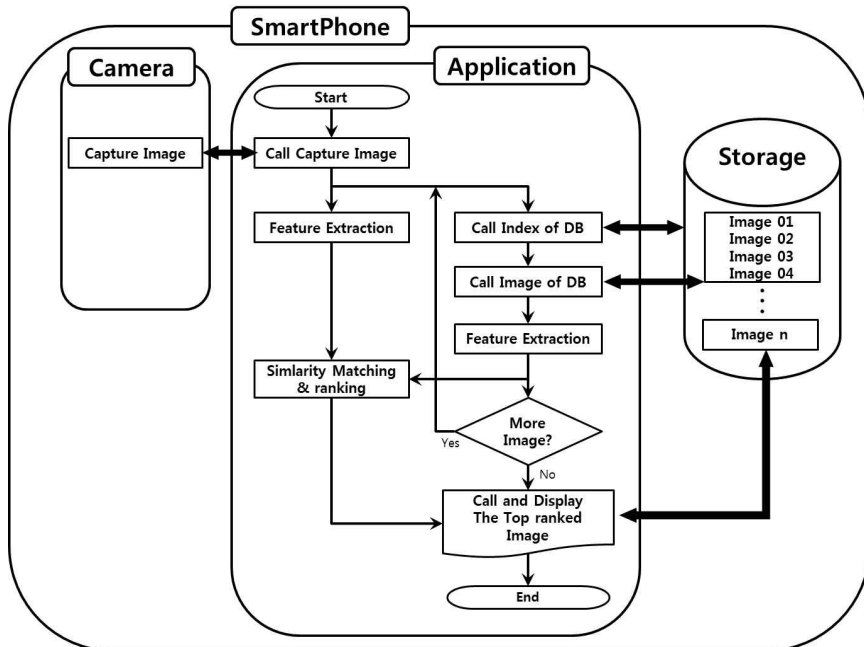 SmartPhone
Camera
Application
Start
Capture Image
Call Capture Image
Storage
Feature Extraction
Call Index of DB
Image 01
Image 02
Image 03
Image 04
Call Image of DB
Feature Extraction
Image n
Simlarity Matching
& ranking
More
Image?
Yes
No
Call and Display
The Top ranked
Image
End